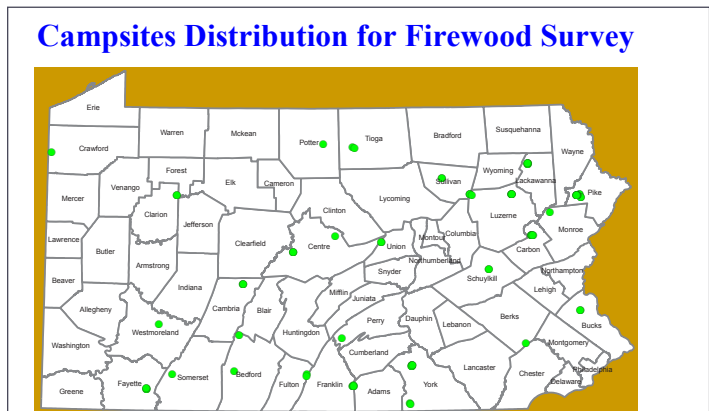 Campsites Distribution for Firewood Survey
Erie
Crawford
Warren
Mckean
Potter
Tioga
Bradford
Susquehanna
Wayne
Forest
Venango
Elk
Cameron
Sullivan
Wyoming
Lackawanna
Pike
Mercer
Clarion
Jefferson
Clinton
Lycoming
Luzerne
Monroe
Lawrence
Butler
Clearfield
Centre
Union
Montour
Columbia
Carbon
Beaver
Armstrong
Indiana
Snyder
Northumberland
Schuylkill
Northampton
Lehigh
Allegheny
Cambria
Blair
Mifflin
Juniata
Westmoreland
Huntingdon
Perry
Dauphin
Lebanon
Berks
Bucks
Washington
Cumberland
Montgomery
Greene
Fayette
Somerset
Bedford
Fulton
Franklin
Adams
York
Lancaster
Chester
Delaware
Philadelphia